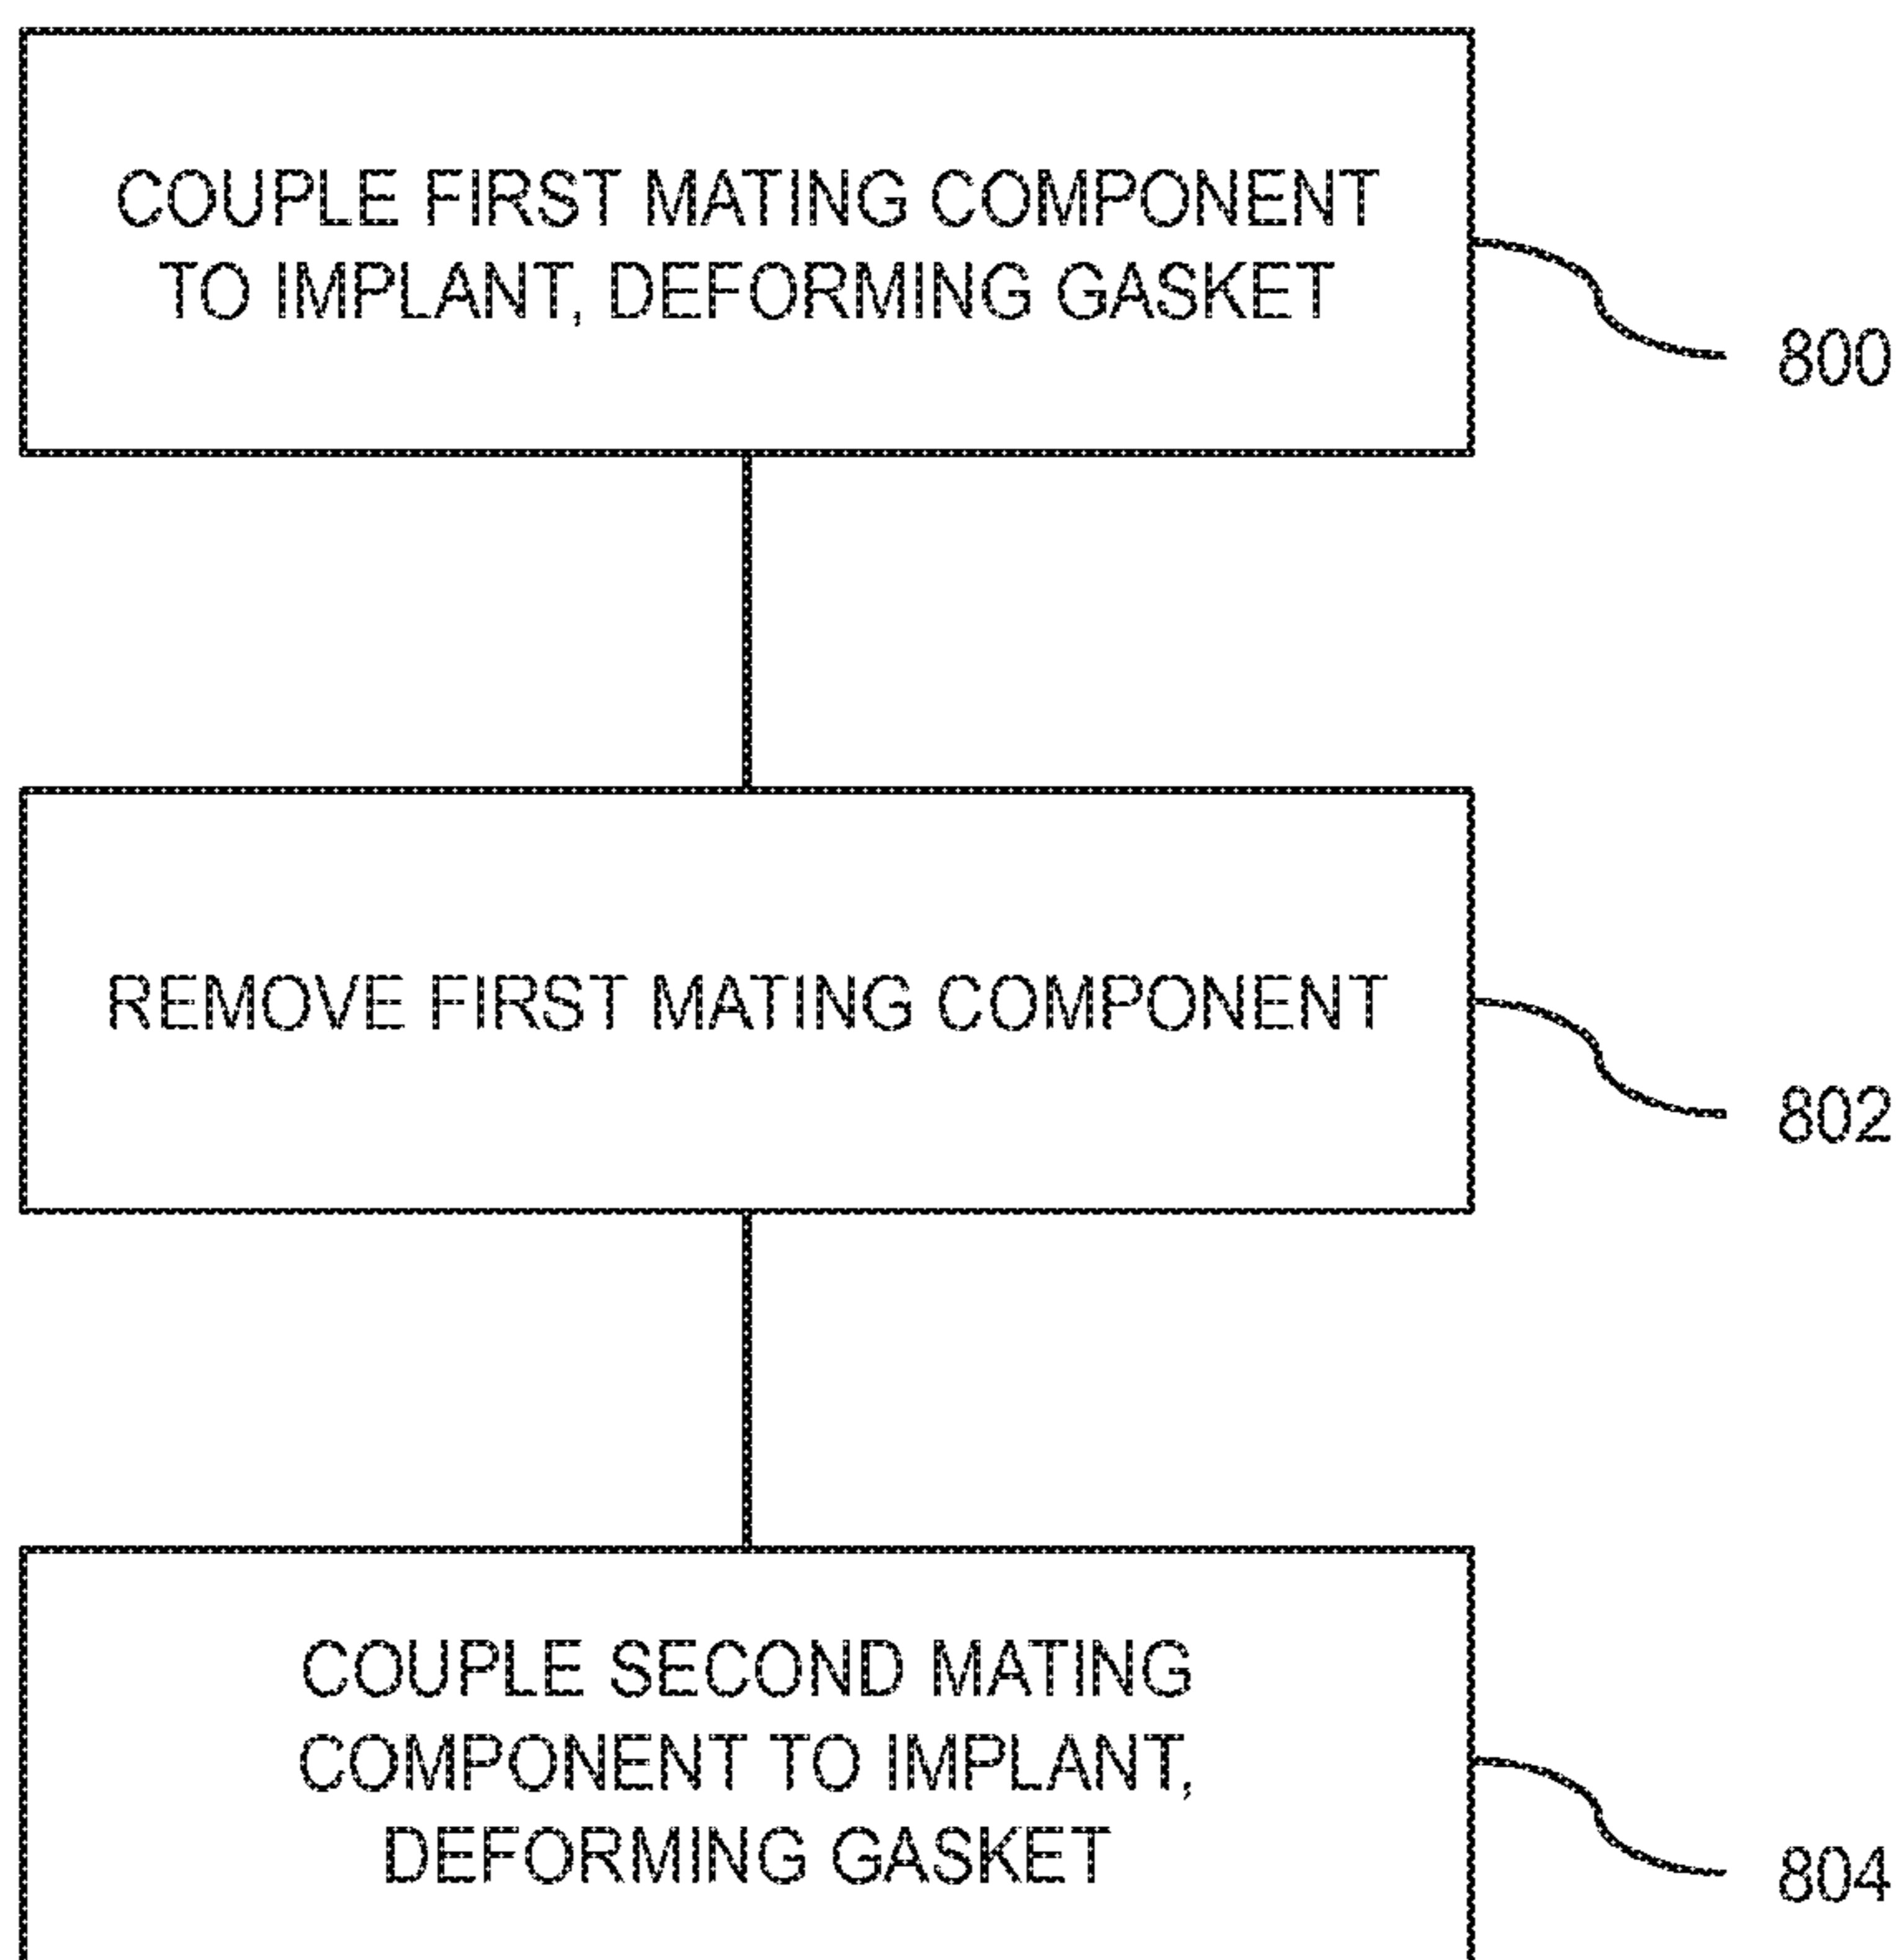 COUPLE FIRST MATING COMPONENT
TO IMPLANT, DEFORMING GASKET
800
REMOVE FIRST MATING COMPONENT
802
COUPLE SECOND MATING
COMPONENT TO IMPLANT,
DEFORMING GASKET
804